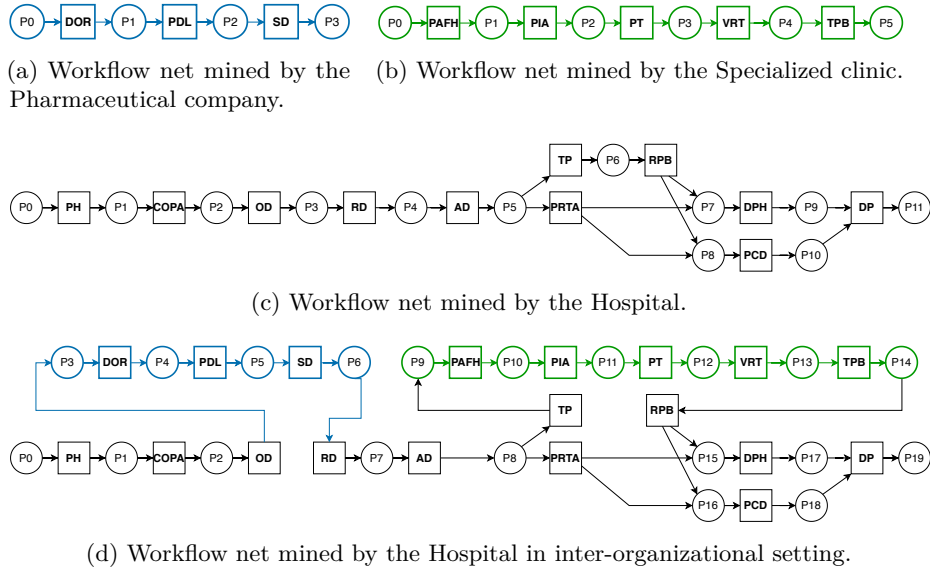 P0 DOR P1 PDL P2 SD P3
P0 PAFH P1 PIA P2 PT P3 VRT P4 TPB P5
(a) Workflow net mined by the
Pharmaceutical company.
(b) Workflow net mined by the Specialized clinic.
TP P6 RPB
P0 PH P1 COPA P2 OD P3 RD P4 AD P5 PRTA P7 DPH P9 DP P11
P8 PCD P10
(c) Workflow net mined by the Hospital.
P3 DOR P4 PDL P5 SD P6
P9 PAFH P10 PIA P11 PT P12 VRT P13 TPB P14
TP RPB
P0 PH P1 COPA P2 OD RD P7 AD P8 PRTA P15 DPH P17 DP P19
P16 PCD P18
(d) Workflow net mined by the Hospital in inter-organizational setting.